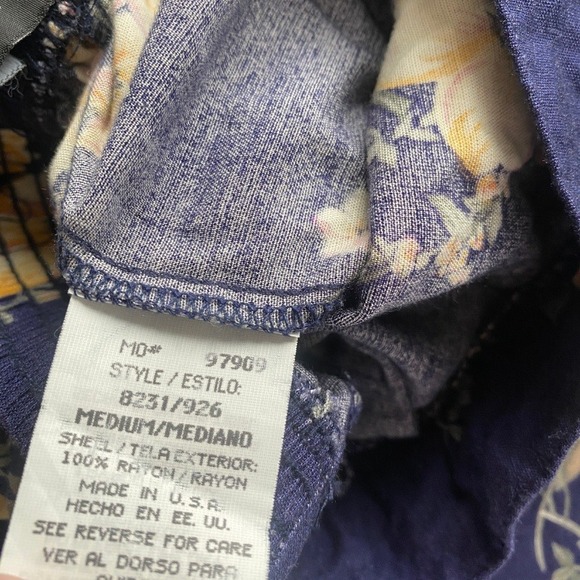 MO# 97909
STYLE / ESTILO:
8231/926
MEDIUM/MEDIANO
SHELL/TELA EXTERIOR:
100% RAYON/RAYON
MADE IN U.S.A.
HECHO EN EE. UU.
SEE REVERSE FOR CARE
VER AL DORSO PARA